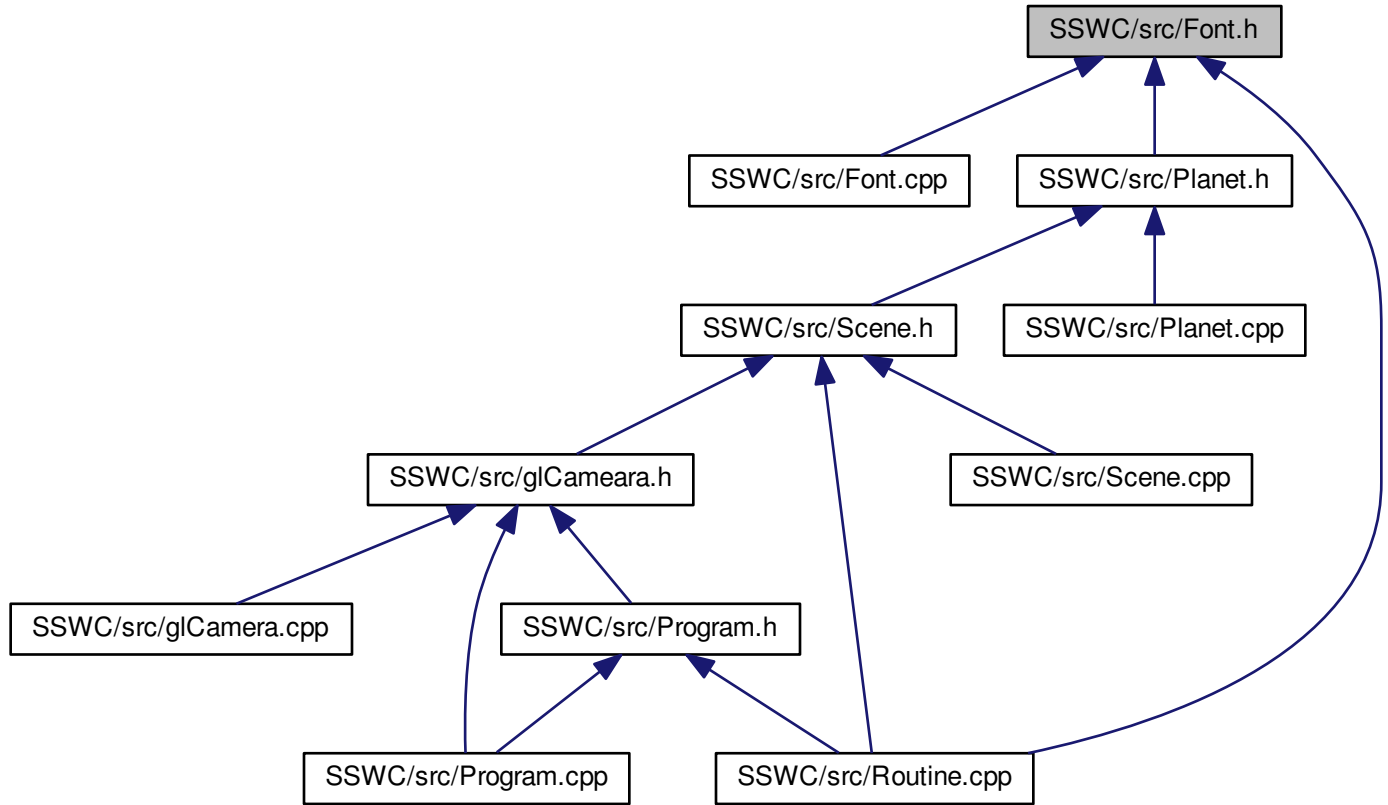 SSWC/src/Font.h
SSWC/src/Font.cpp
SSWC/src/Planet.h
SSWC/src/Scene.h
SSWC/src/Planet.cpp
SSWC/src/glCameara.h
SSWC/src/Scene.cpp
SSWC/src/glCamera.cpp
SSWC/src/Program.h
SSWC/src/Program.cpp
SSWC/src/Routine.cpp